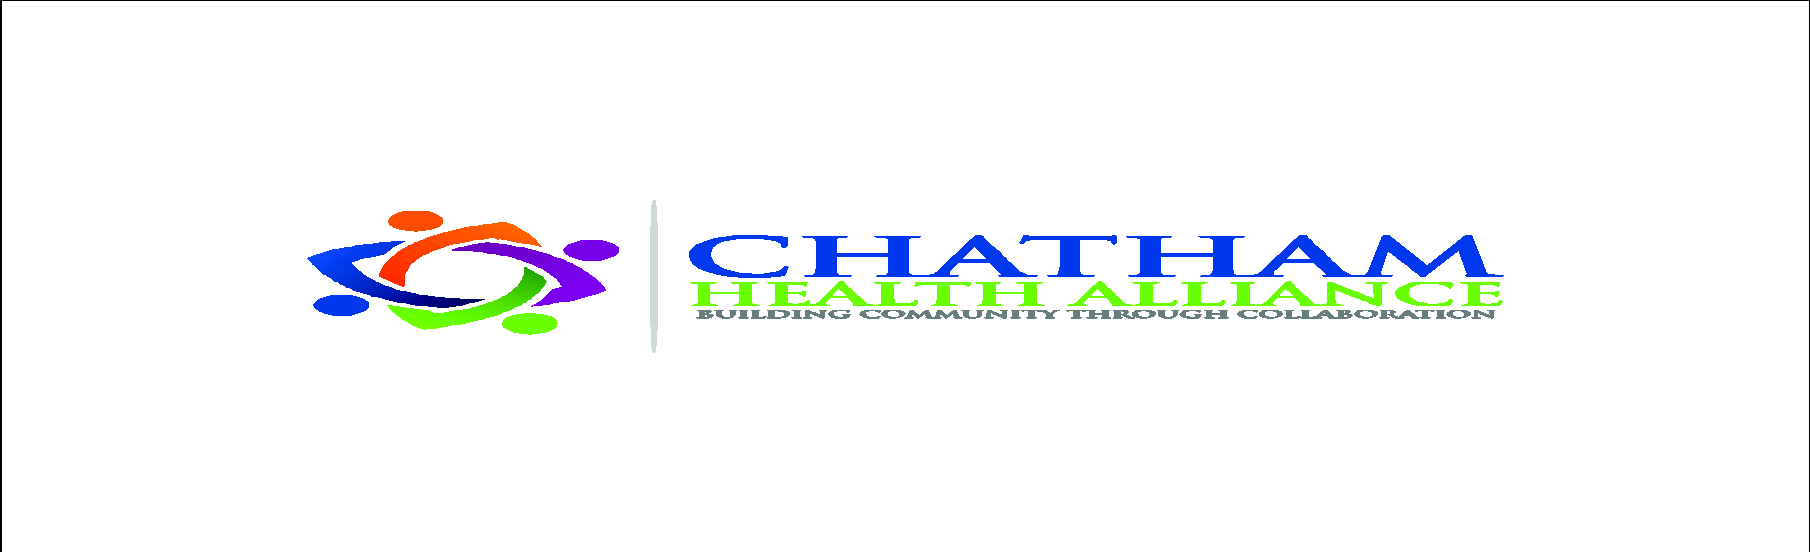 CHATHAM
HEALTH ALLIANCE
BUILDING COMMUNITY THROUGH COLLABORATION